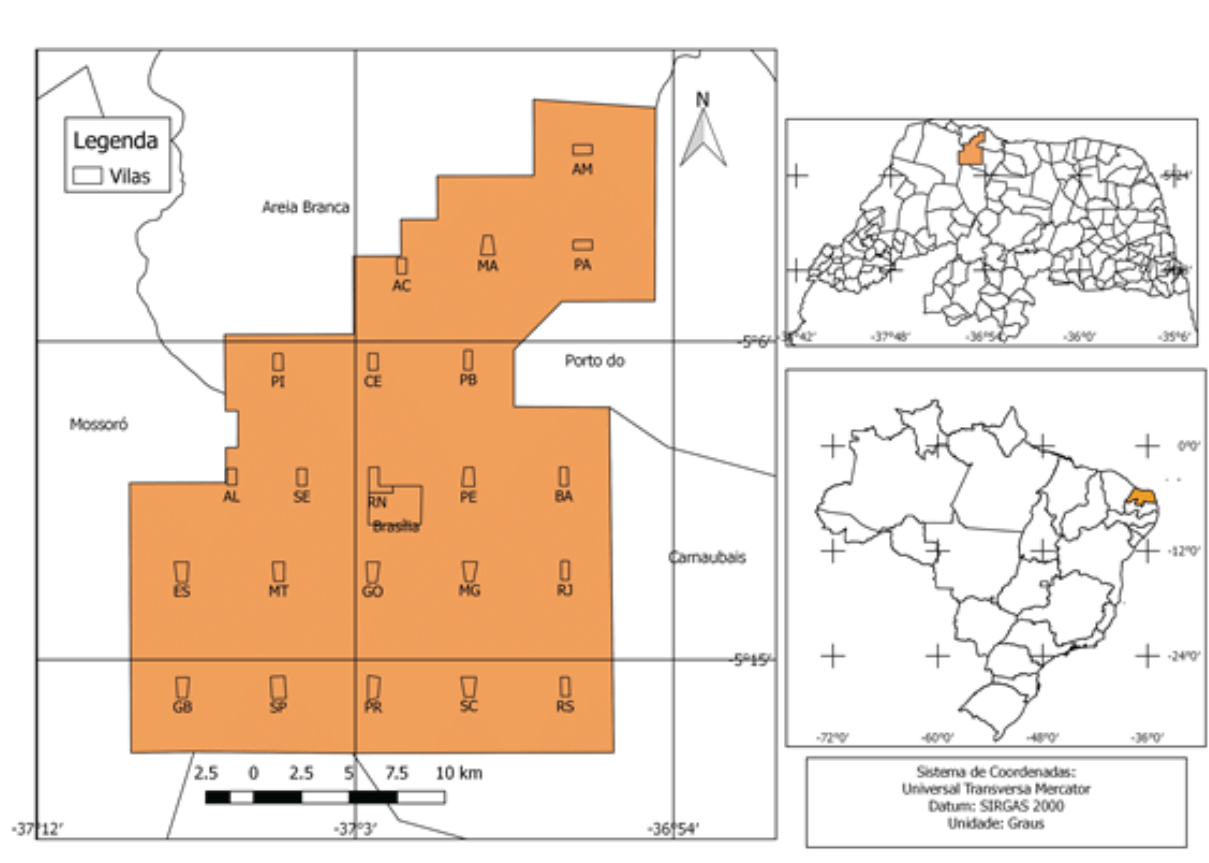 Legenda
Vilas
N
Areia Branca
AM
MA
PA
AC
-5°6'
PI
CE
PB
Porto do
Mossoró
AL
SE
RN
PE
BA
Brasília
Carnaubais
ES
MT
GO
MG
RJ
-5°15'
GB
SP
PR
SC
RS
2.5 0 2.5 5 7.5 10 km
-37°12' -37°3' -36°54'
-37°48' -36°54' -36°0' -35°6'
0°0'
-12°0'
-24°0'
-72°0' -60°0' -48°0' -36°0'
Sistema de Coordenadas:
Universal Transversa Mercator
Datum: SIRGAS 2000
Unidade: Graus